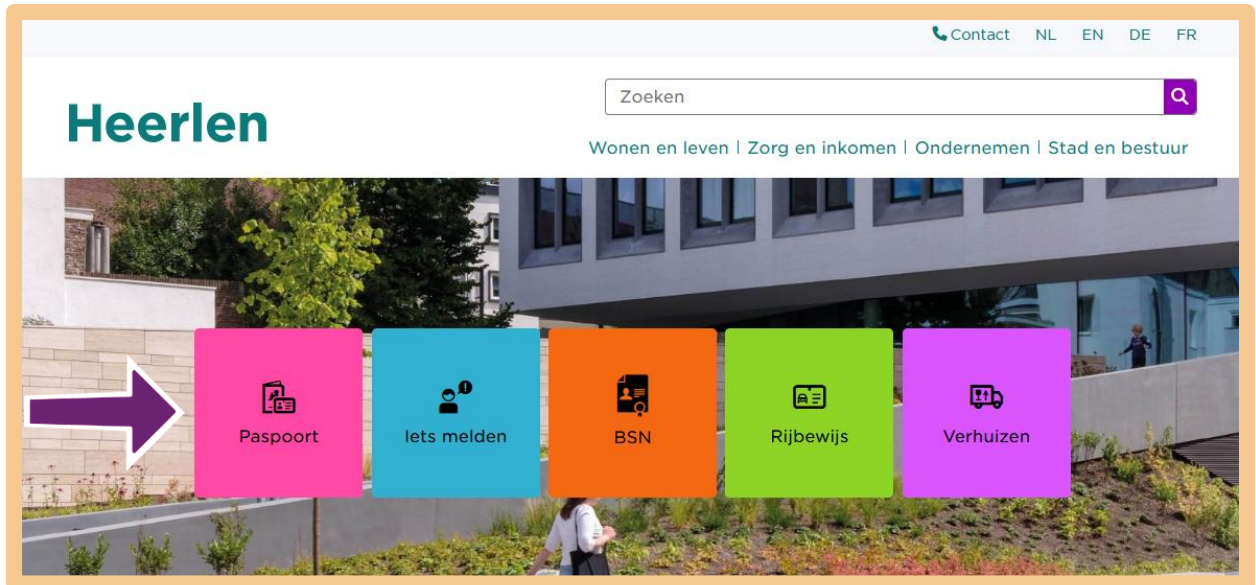 Contact NL EN DE FR
Heerlen
Zoeken
Wonen en leven | Zorg en inkomen | Ondernemen | Stad en bestuur
Paspoort
Iets melden
BSN
Rijbewijs
Verhuizen